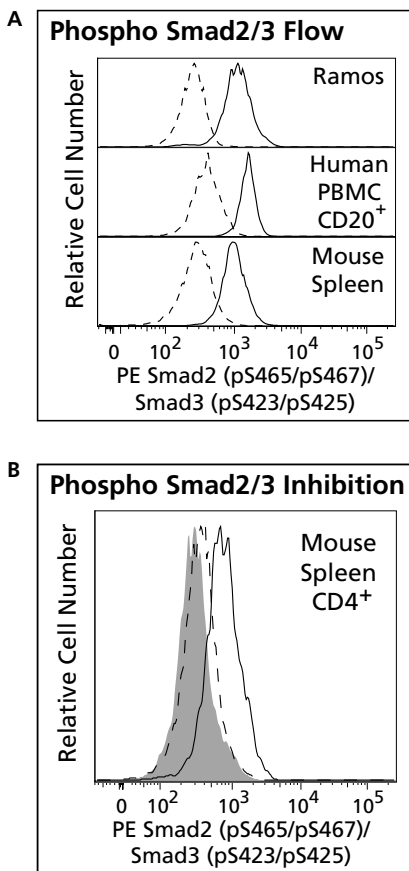 A
Phospho Smad2/3 Flow
Relative Cell Number
Ramos
Human
PBMC
CD20+
Mouse
Spleen
0 10² 10³ 10⁴ 10⁵
PE Smad2 (pS465/pS467)/
Smad3 (pS423/pS425)
B
Phospho Smad2/3 Inhibition
Relative Cell Number
Mouse
Spleen
CD4+
0 10² 10³ 10⁴ 10⁵
PE Smad2 (pS465/pS467)/
Smad3 (pS423/pS425)